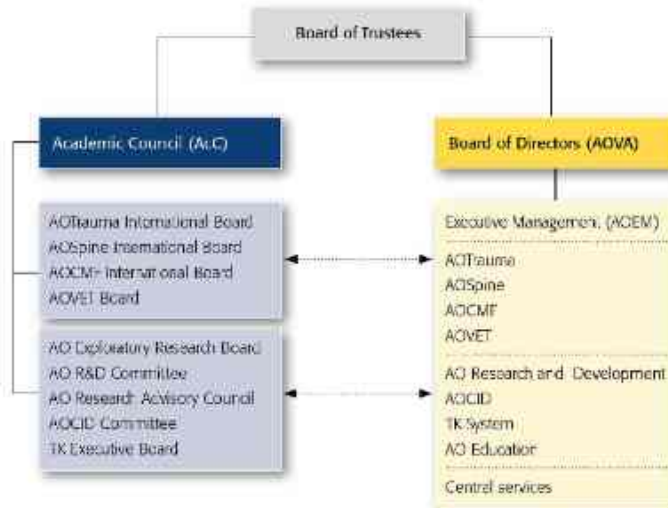 Board of Trustees
Academic Council (AcC)
AOTrauma International Board
AOSpine International Board
AOCMF International Board
AOVET Board
AO Exploratory Research Board
AO R&D Committee
AO Research Advisory Council
AOCID Committee
TK Executive Board
Board of Directors (AOVA)
Executive Management (AOEM)
AOTrauma
AOSpine
AOCMF
AOVET
AO Research and Development
AOCID
TK System
AO Education
Central services